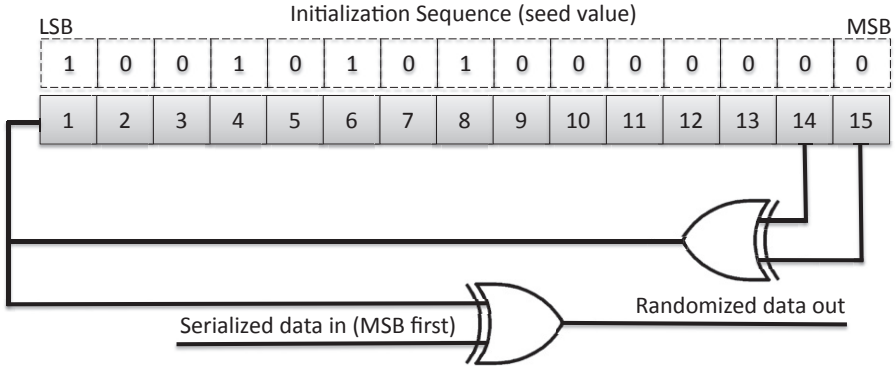 Initialization Sequence (seed value)
LSB MSB
1 0 0 1 0 1 0 1 0 0 0 0 0 0 0
1 2 3 4 5 6 7 8 9 10 11 12 13 14 15
Randomized data out
Serialized data in (MSB first)